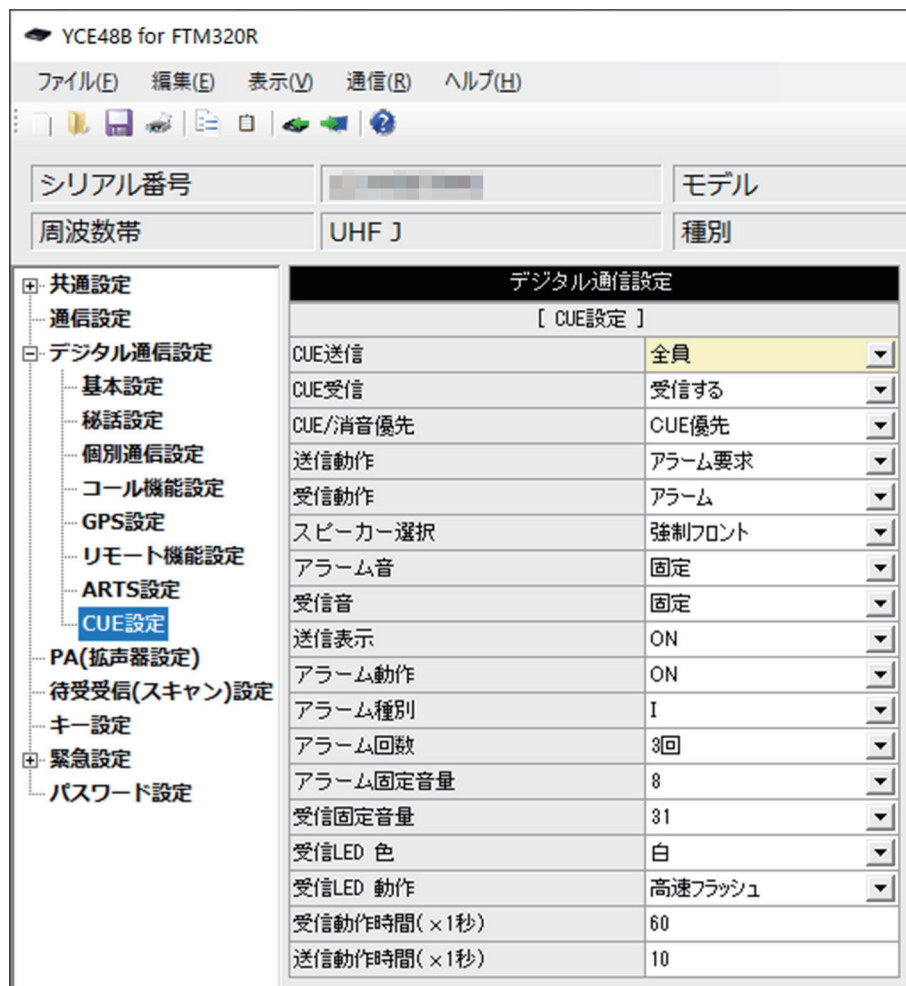 YCE48B for FTM320R
ファイル(F) 編集(E) 表示(V) 通信(R) ヘルプ(H)
シリアル番号 モデル
周波数帯 UHF J 種別
共通設定
通信設定
デジタル通信設定
基本設定
秘話設定
個別通信設定
コール機能設定
GPS設定
リモート機能設定
ARTS設定
CUE設定
PA(拡声器設定)
待受受信(スキャン)設定
キー設定
緊急設定
パスワード設定
デジタル通信設定
[ CUE設定 ]
CUE送信 全員
CUE受信 受信する
CUE/消音優先 CUE優先
送信動作 アラーム要求
受信動作 アラーム
スピーカー選択 強制フロント
アラーム音 固定
受信音 固定
送信表示 ON
アラーム動作 ON
アラーム種別 I
アラーム回数 3回
アラーム固定音量 8
受信固定音量 31
受信LED 色 白
受信LED 動作 高速フラッシュ
受信動作時間(×1秒) 60
送信動作時間(×1秒) 10